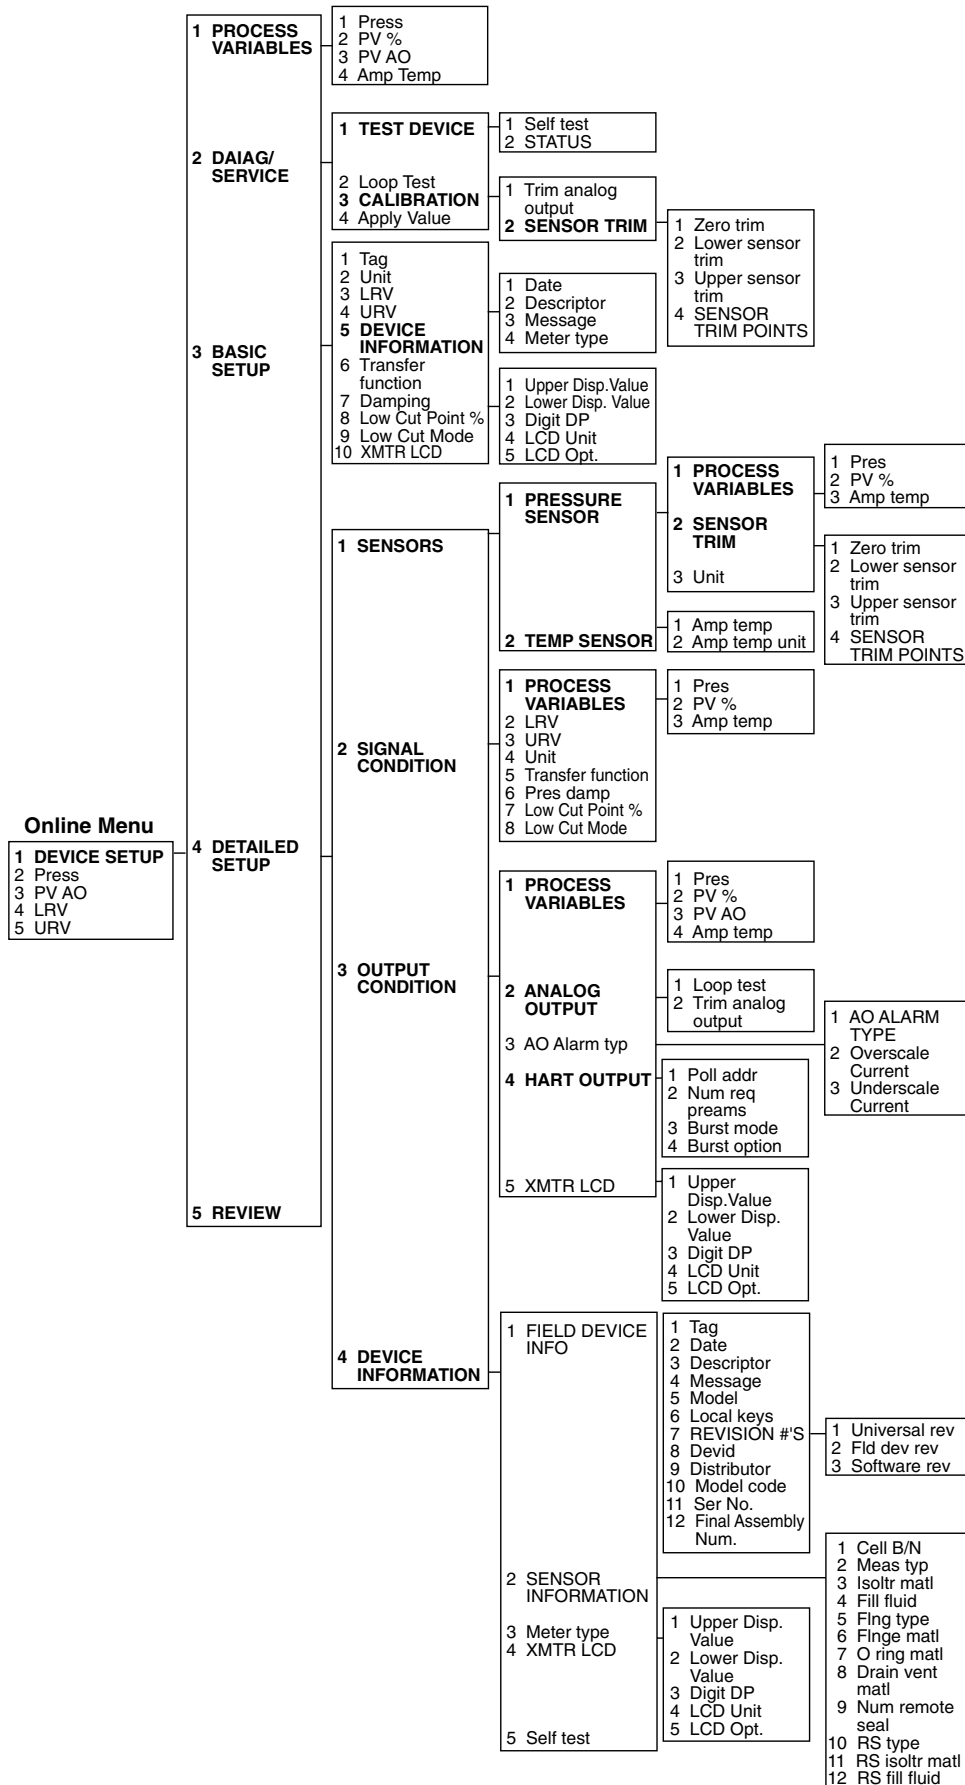 1 PROCESS
VARIABLES
1 Press
2 PV %
3 PV AO
4 Amp Temp
2 DAIAG/
SERVICE
1 TEST DEVICE
2 Loop Test
3 CALIBRATION
4 Apply Value
1 Self test
2 STATUS
1 Trim analog
output
2 SENSOR TRIM
1 Zero trim
2 Lower sensor
trim
3 Upper sensor
trim
4 SENSOR
TRIM POINTS
3 BASIC
SETUP
1 Tag
2 Unit
3 LRV
4 URV
5 DEVICE
INFORMATION
6 Transfer
function
7 Damping
8 Low Cut Point %
9 Low Cut Mode
10 XMTR LCD
1 Date
2 Descriptor
3 Message
4 Meter type
1 Upper Disp.Value
2 Lower Disp. Value
3 Digit DP
4 LCD Unit
5 LCD Opt.
Online Menu
1 DEVICE SETUP
2 Press
3 PV AO
4 LRV
5 URV
4 DETAILED
SETUP
5 REVIEW
1 SENSORS
1 PRESSURE
SENSOR
2 TEMP SENSOR
1 PROCESS
VARIABLES
2 SENSOR
TRIM
3 Unit
1 Pres
2 PV %
3 Amp temp
1 Zero trim
2 Lower sensor
trim
3 Upper sensor
trim
4 SENSOR
TRIM POINTS
1 Amp temp
2 Amp temp unit
2 SIGNAL
CONDITION
1 PROCESS
VARIABLES
2 LRV
3 URV
4 Unit
5 Transfer function
6 Pres damp
7 Low Cut Point %
8 Low Cut Mode
1 Pres
2 PV %
3 Amp temp
3 OUTPUT
CONDITION
1 PROCESS
VARIABLES
2 ANALOG
OUTPUT
3 AO Alarm typ
4 HART OUTPUT
5 XMTR LCD
1 Pres
2 PV %
3 PV AO
4 Amp temp
1 Loop test
2 Trim analog
output
1 AO ALARM
TYPE
2 Overscale
Current
3 Underscale
Current
1 Poll addr
2 Num req
preams
3 Burst mode
4 Burst option
1 Upper
Disp.Value
2 Lower Disp.
Value
3 Digit DP
4 LCD Unit
5 LCD Opt.
4 DEVICE
INFORMATION
1 FIELD DEVICE
INFO
2 SENSOR
INFORMATION
3 Meter type
4 XMTR LCD
5 Self test
1 Tag
2 Date
3 Descriptor
4 Message
5 Model
6 Local keys
7 REVISION #'S
8 Devid
9 Distributor
10 Model code
11 Ser No.
12 Final Assembly
Num.
1 Universal rev
2 Fld dev rev
3 Software rev
1 Cell B/N
2 Meas typ
3 Isoltr matl
4 Fill fluid
5 Flng type
6 Flnge matl
7 O ring matl
8 Drain vent
matl
9 Num remote
seal
10 RS type
11 RS isoltr matl
12 RS fill fluid
1 Upper Disp.
Value
2 Lower Disp.
Value
3 Digit DP
4 LCD Unit
5 LCD Opt.